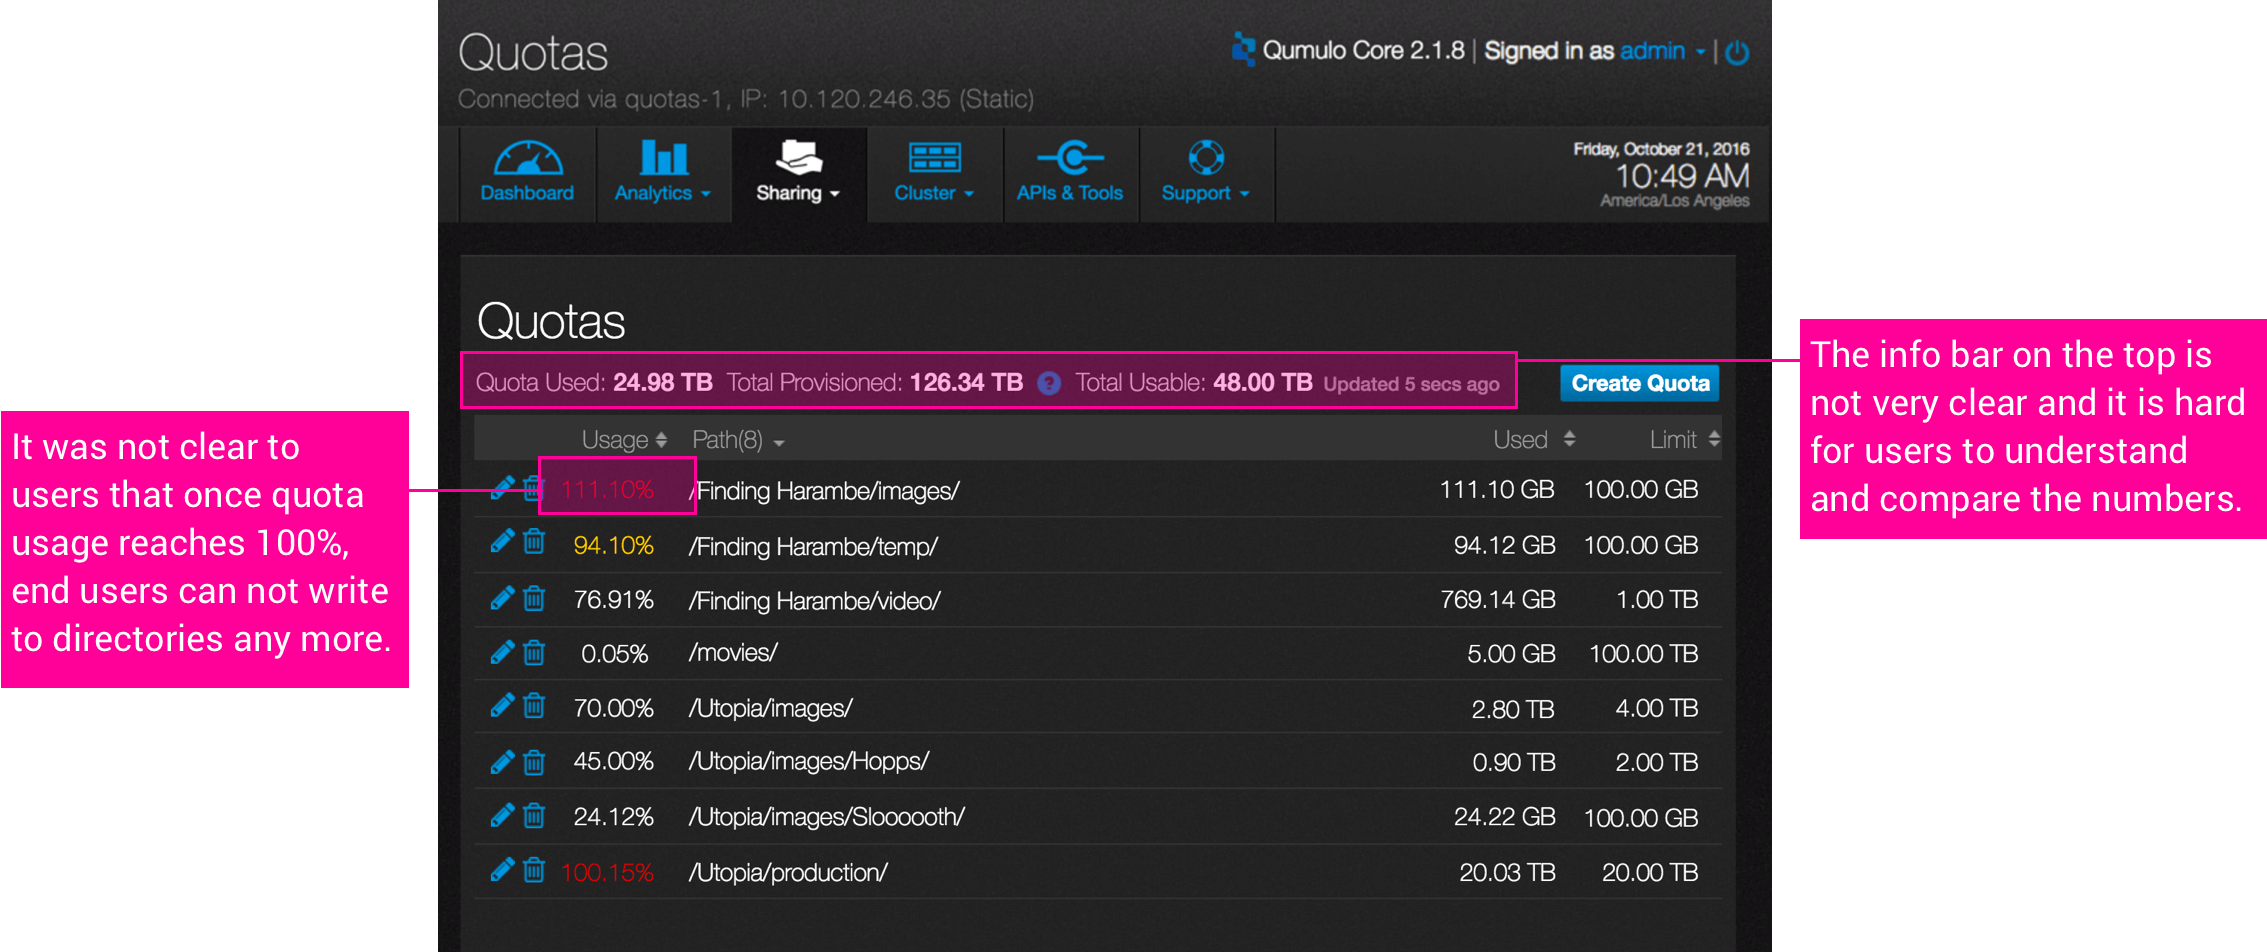 Quotas
Qumulo Core 2.1.8 | Signed in as admin
Connected via quotas-1, IP: 10.120.246.35 (Static)
Dashboard
Analytics
Sharing
Cluster
APIs & Tools
Support
Friday, October 21, 2016
10:49 AM
America/Los Angeles
Quotas
Quota Used: 24.98 TB Total Provisioned: 126.34 TB ? Total Usable: 48.00 TB Updated 5 secs ago
Create Quota
Usage Path(8) Used Limit
111.10% /Finding Harambe/images/ 111.10 GB 100.00 GB
94.10% /Finding Harambe/temp/ 94.12 GB 100.00 GB
76.91% /Finding Harambe/video/ 769.14 GB 1.00 TB
0.05% /movies/ 5.00 GB 100.00 TB
70.00% /Utopia/images/ 2.80 TB 4.00 TB
45.00% /Utopia/images/Hopps/ 0.90 TB 2.00 TB
24.12% /Utopia/images/Sloooooth/ 24.22 GB 100.00 GB
100.15% /Utopia/production/ 20.03 TB 20.00 TB
It was not clear to
users that once quota
usage reaches 100%,
end users can not write
to directories any more.
The info bar on the top is
not very clear and it is hard
for users to understand
and compare the numbers.